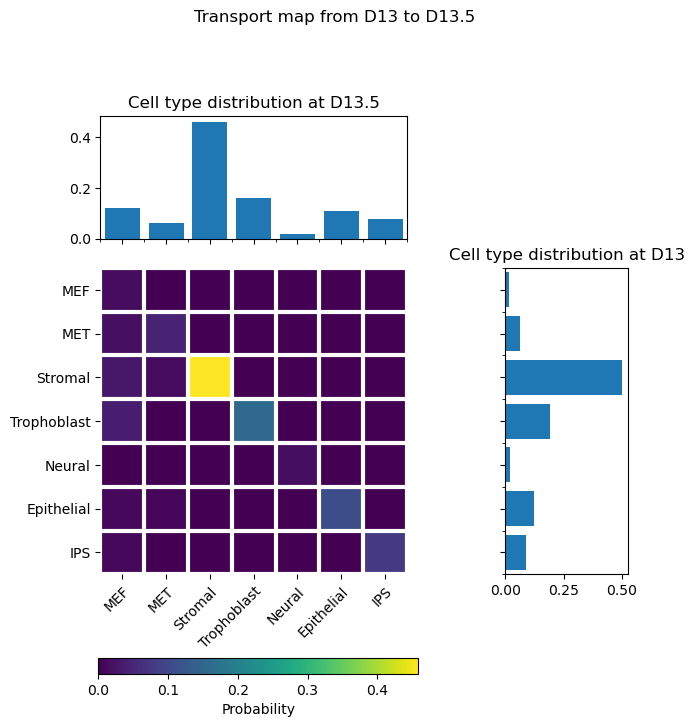 Transport map from D13 to D13.5
Cell type distribution at D13.5
0.4
0.2
0.0
Cell type distribution at D13
MEF
MET
Stromal
Trophoblast
Neural
Epithelial
IPS
MEF
MET
Stromal
Trophoblast
Neural
Epithelial
IPS
0.00
0.25
0.50
0.0
0.1
0.2
0.3
0.4
Probability